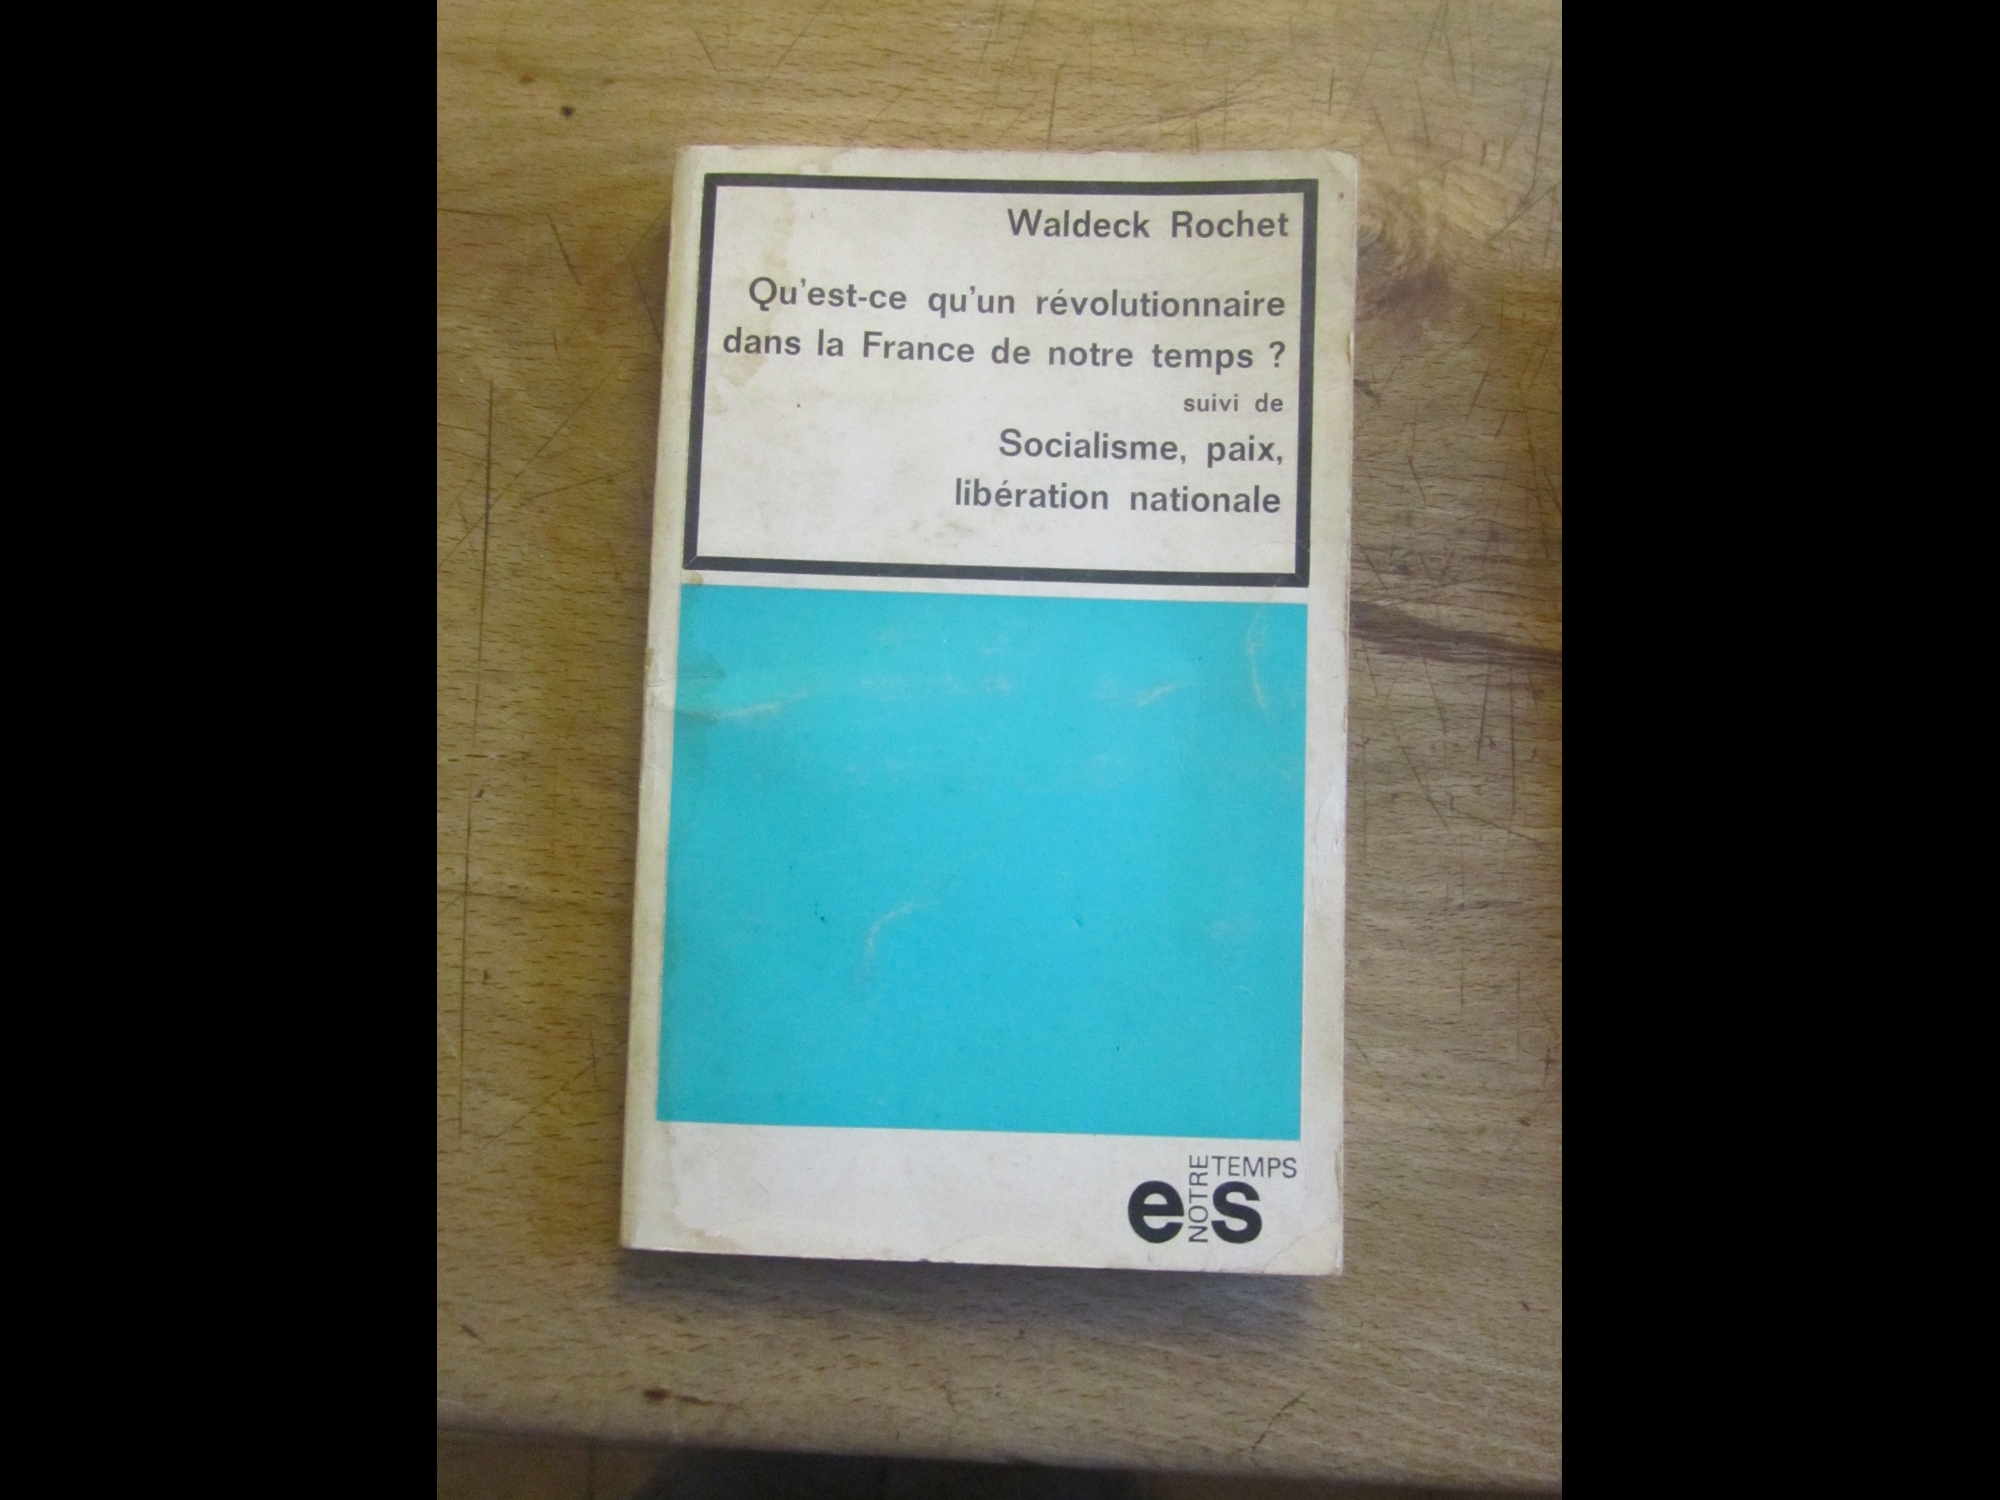 Waldeck Rochet
Qu'est-ce qu'un révolutionnaire
dans la France de notre temps ?
suivi de
Socialisme, paix,
libération nationale
NOTRE TEMPS
es